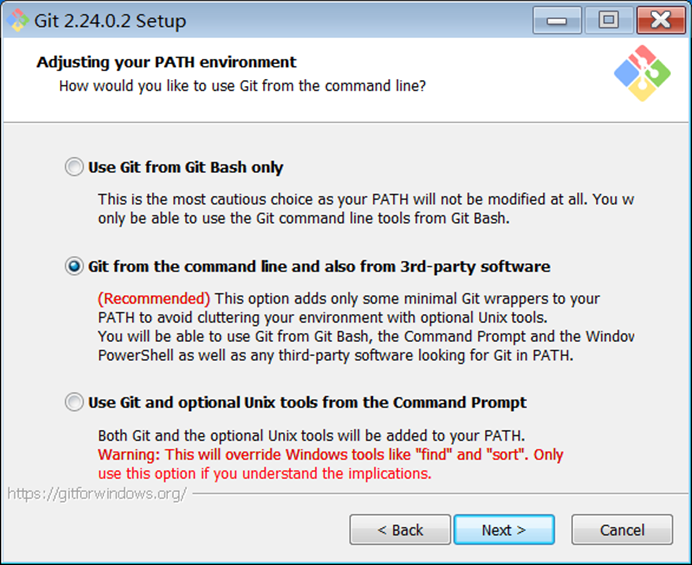 Git 2.24.0.2 Setup
Adjusting your PATH environment
How would you like to use Git from the command line?
Use Git from Git Bash only
This is the most cautious choice as your PATH will not be modified at all. You w
only be able to use the Git command line tools from Git Bash.
Git from the command line and also from 3rd-party software
(Recommended) This option adds only some minimal Git wrappers to your
PATH to avoid cluttering your environment with optional Unix tools.
You will be able to use Git from Git Bash, the Command Prompt and the Window
PowerShell as well as any third-party software looking for Git in PATH.
Use Git and optional Unix tools from the Command Prompt
Both Git and the optional Unix tools will be added to your PATH.
Warning: This will override Windows tools like "find" and "sort". Only
use this option if you understand the implications.
https://gitforwindows.org/
< Back Next > Cancel